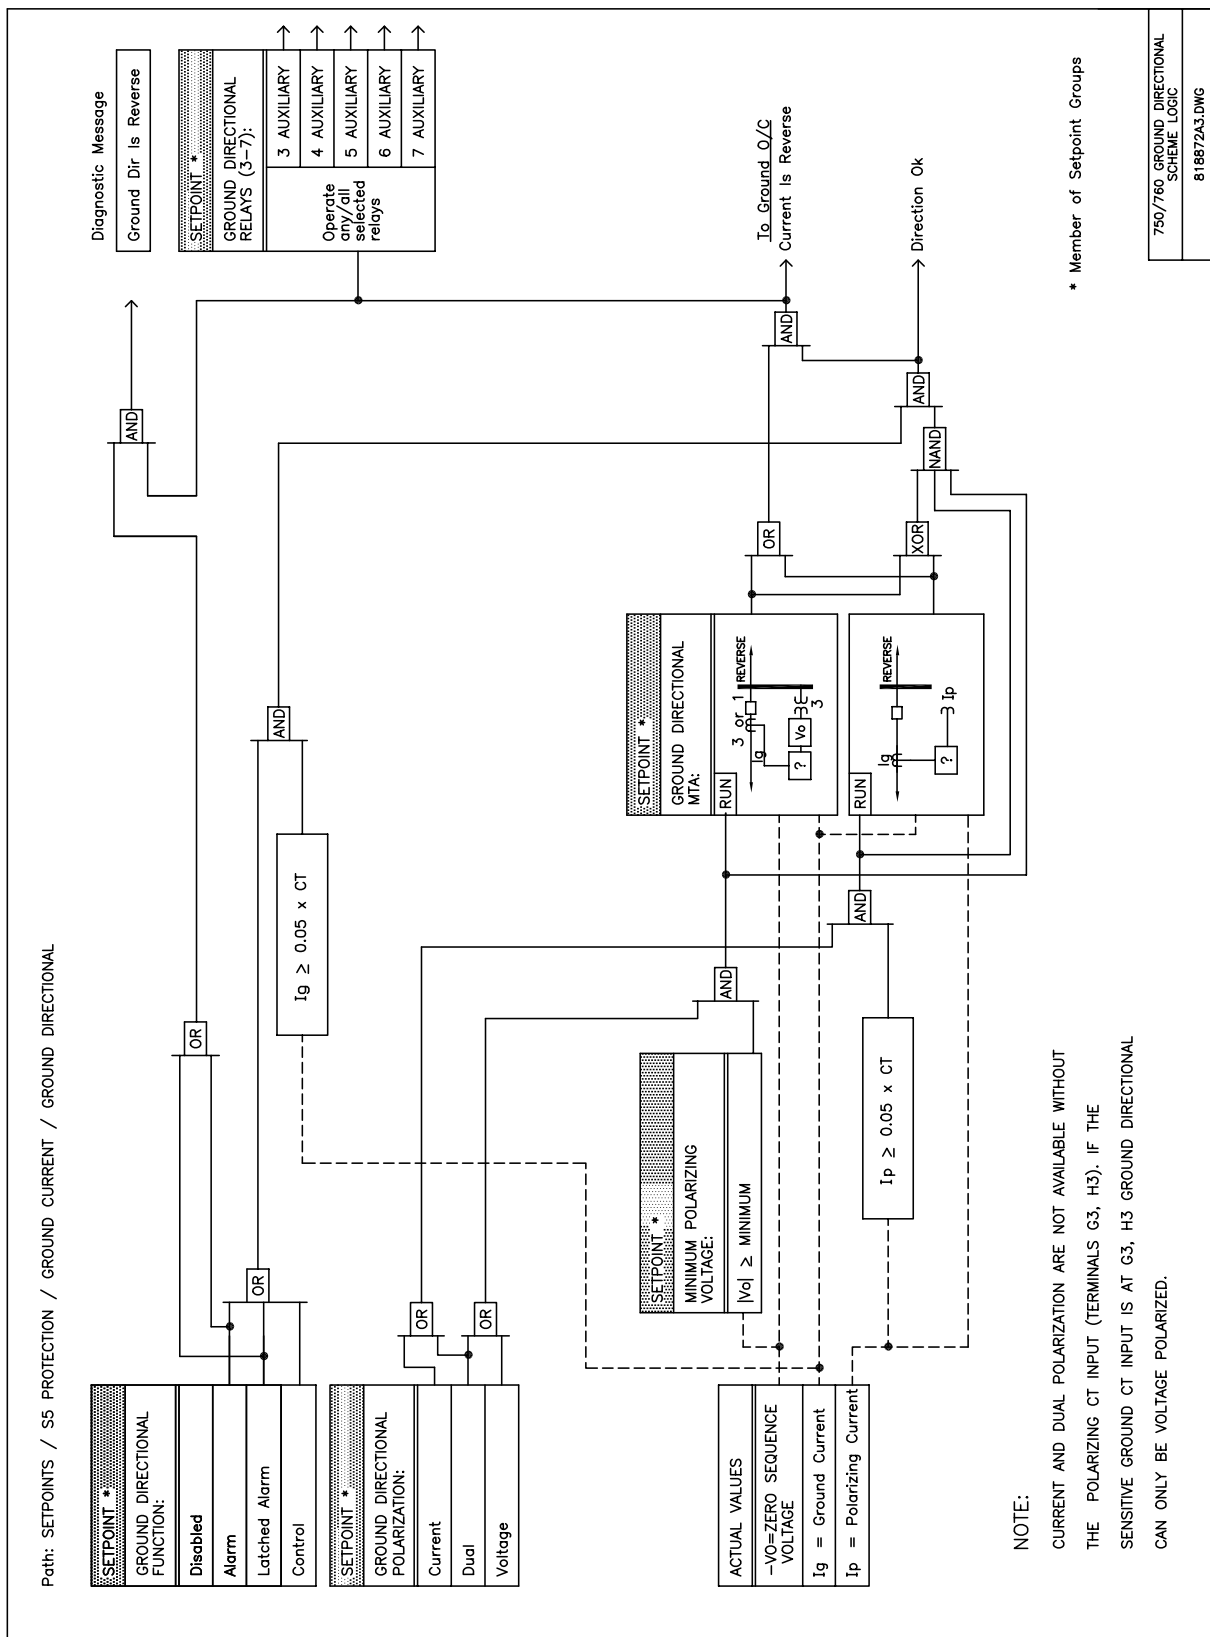 Path: SETPOINTS / S5 PROTECTION / GROUND CURRENT / GROUND DIRECTIONAL
SETPOINT *
GROUND DIRECTIONAL
FUNCTION:
Disabled
Alarm
Latched Alarm
Control
OR
OR
Ig ≥ 0.05 x CT
AND
AND
Diagnostic Message
Ground Dir Is Reverse
SETPOINT *
GROUND DIRECTIONAL
RELAYS (3-7):
Operate
any/all
selected
relays
3 AUXILIARY
4 AUXILIARY
5 AUXILIARY
6 AUXILIARY
7 AUXILIARY
SETPOINT *
GROUND DIRECTIONAL
POLARIZATION:
Current
Dual
Voltage
OR
OR
SETPOINT *
MINIMUM POLARIZING
VOLTAGE:
|Vo| ≥ MINIMUM
AND
SETPOINT *
GROUND DIRECTIONAL
MTA:
RUN
3 or 1
Ig
REVERSE
?
Vo
3
RUN
Ig
REVERSE
?
Ip
OR
XOR
NAND
AND
AND
To Ground O/C
Current Is Reverse
Direction Ok
ACTUAL VALUES
-VO=ZERO SEQUENCE
VOLTAGE
Ig = Ground Current
Ip = Polarizing Current
Ip ≥ 0.05 x CT
AND
NOTE:
CURRENT AND DUAL POLARIZATION ARE NOT AVAILABLE WITHOUT
THE POLARIZING CT INPUT (TERMINALS G3, H3). IF THE
SENSITIVE GROUND CT INPUT IS AT G3, H3 GROUND DIRECTIONAL
CAN ONLY BE VOLTAGE POLARIZED.
* Member of Setpoint Groups
750/760 GROUND DIRECTIONAL
SCHEME LOGIC
818872A3.DWG